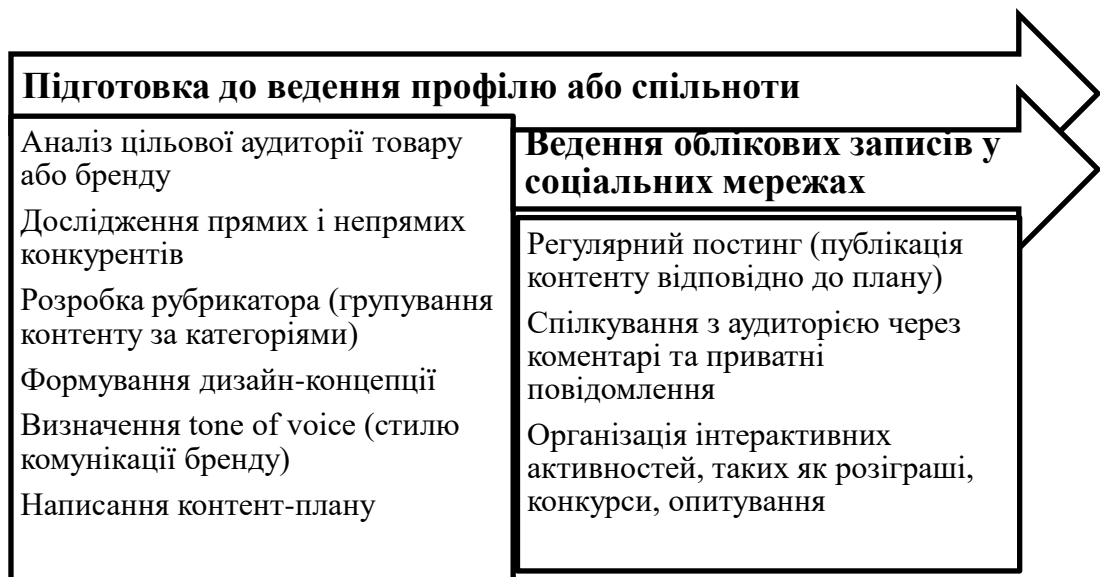 Підготовка до ведення профілю або спільноти
Аналіз цільової аудиторії товару
або бренду
Дослідження прямих і непрямих
конкурентів
Розробка рубрикатора (групування
контенту за категоріями)
Формування дизайн-концепції
Визначення tone of voice (стилю
комунікації бренду)
Написання контент-плану
Ведення облікових записів у
соціальних мережах
Регулярний постинг (публікація
контенту відповідно до плану)
Спілкування з аудиторією через
коментарі та приватні
повідомлення
Організація інтерактивних
активностей, таких як розіграші,
конкурси, опитування